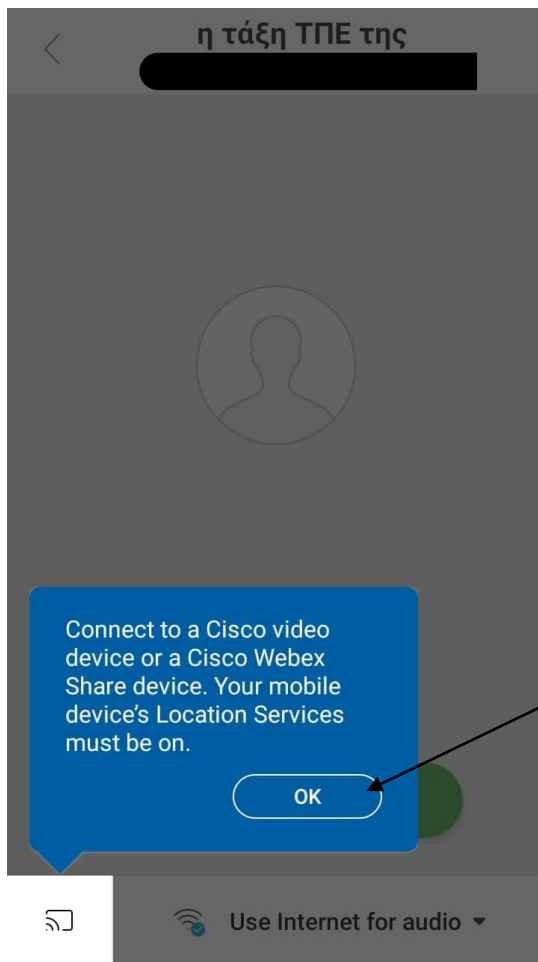 η τάξη ΤΠΕ της
Connect to a Cisco video
device or a Cisco Webex
Share device. Your mobile
device's Location Services
must be on.
OK
Use Internet for audio